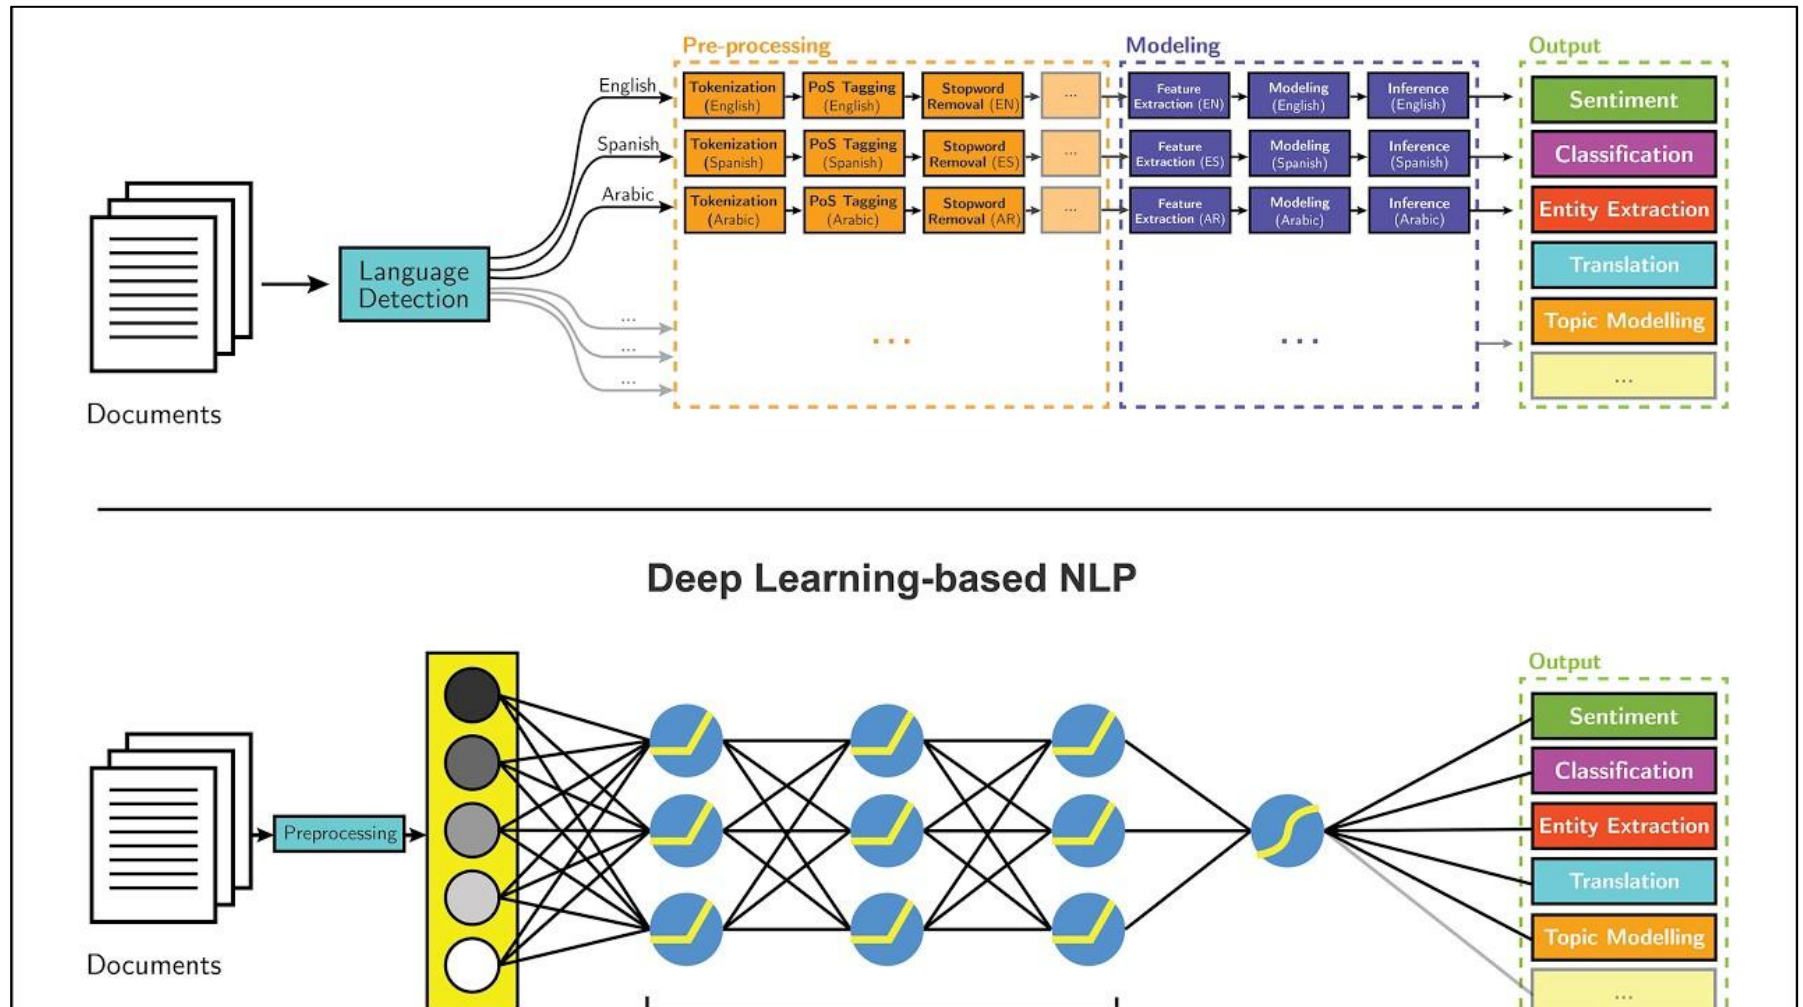 Pre-processing
Modeling
Output
English
Tokenization
(English)
PoS Tagging
(English)
Stopword
Removal (EN)
...
Feature
Extraction (EN)
Modeling
(English)
Inference
(English)
Sentiment
Spanish
Tokenization
(Spanish)
PoS Tagging
(Spanish)
Stopword
Removal (ES)
...
Feature
Extraction (ES)
Modeling
(Spanish)
Inference
(Spanish)
Classification
Arabic
Tokenization
(Arabic)
PoS Tagging
(Arabic)
Stopword
Removal (AR)
...
Feature
Extraction (AR)
Modeling
(Arabic)
Inference
(Arabic)
Entity Extraction
Language
Detection
Translation
...
...
...
...
...
Topic Modelling
...
Documents
Deep Learning-based NLP
Output
Sentiment
Classification
Preprocessing
Entity Extraction
Translation
Topic Modelling
Documents
...